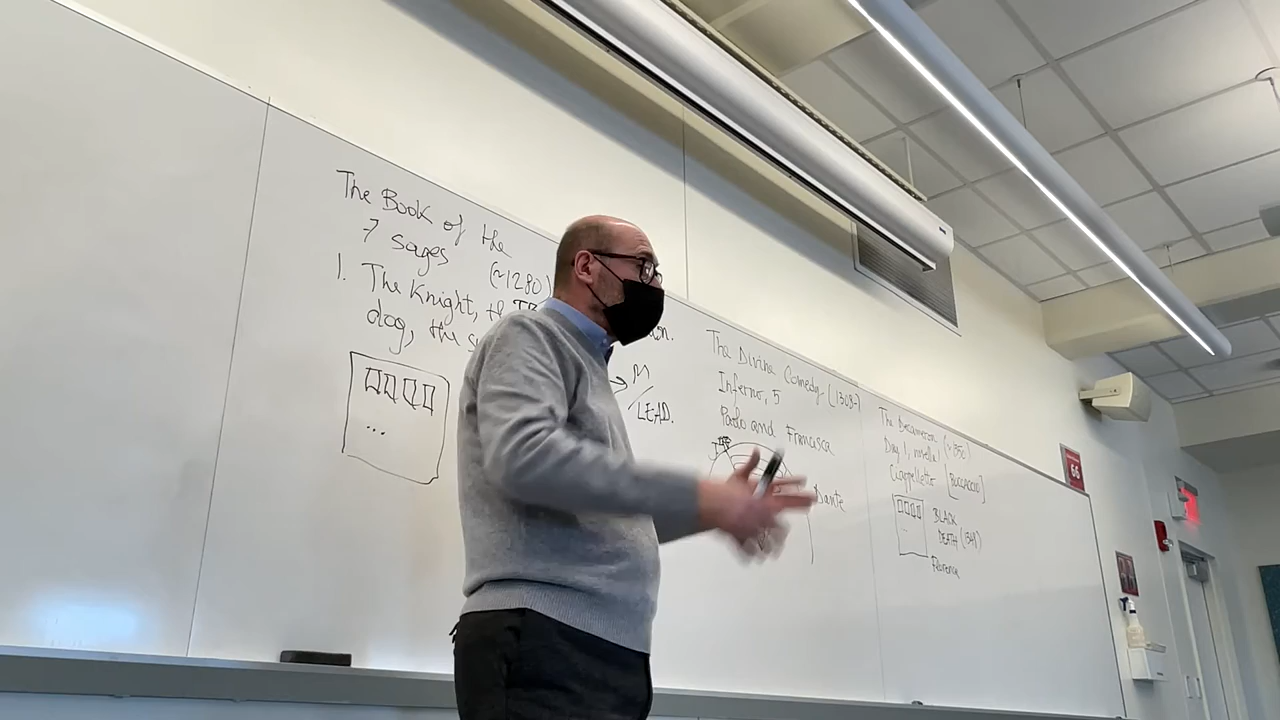 The Book of the
7 Sages (~1280)
1. The Knight,
dog, the
M
LEAD.
The Divine Comedy (1308-)
Inferno, 5
Paolo and Francesca
Dante
The Decameron (~1350)
Day 1, novella 1
Ciappelletto [BOCCACCIO]
BLACK
DEATH (1348)
Florence
66